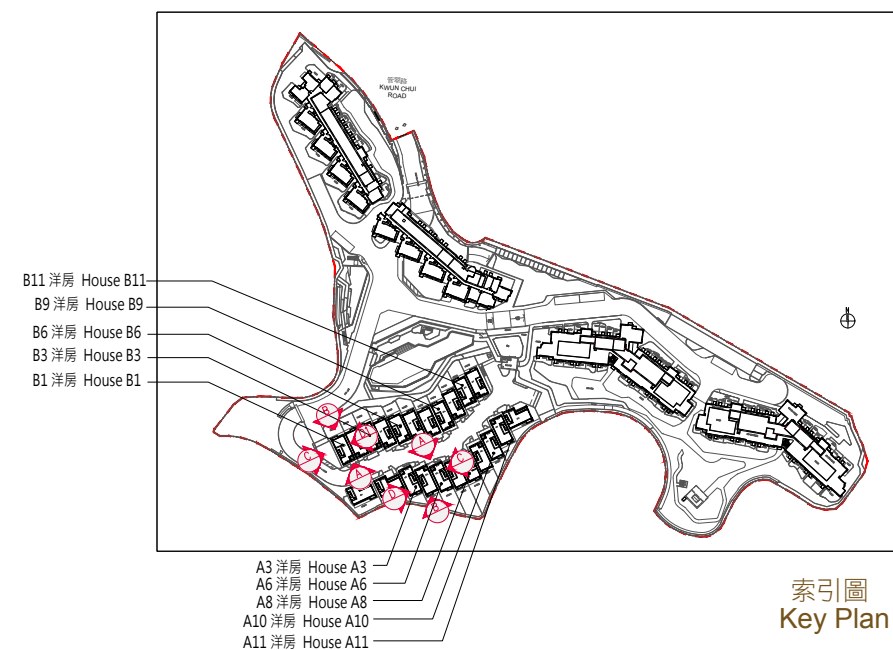 荃翠路
KWUN CHUI
ROAD
N
B11 洋房 House B11
B9 洋房 House B9
B6 洋房 House B6
B3 洋房 House B3
B1 洋房 House B1
B
D
A
C
C
A
D
B
A3 洋房 House A3
A6 洋房 House A6
A8 洋房 House A8
A10 洋房 House A10
A11 洋房 House A11
索引圖
Key Plan